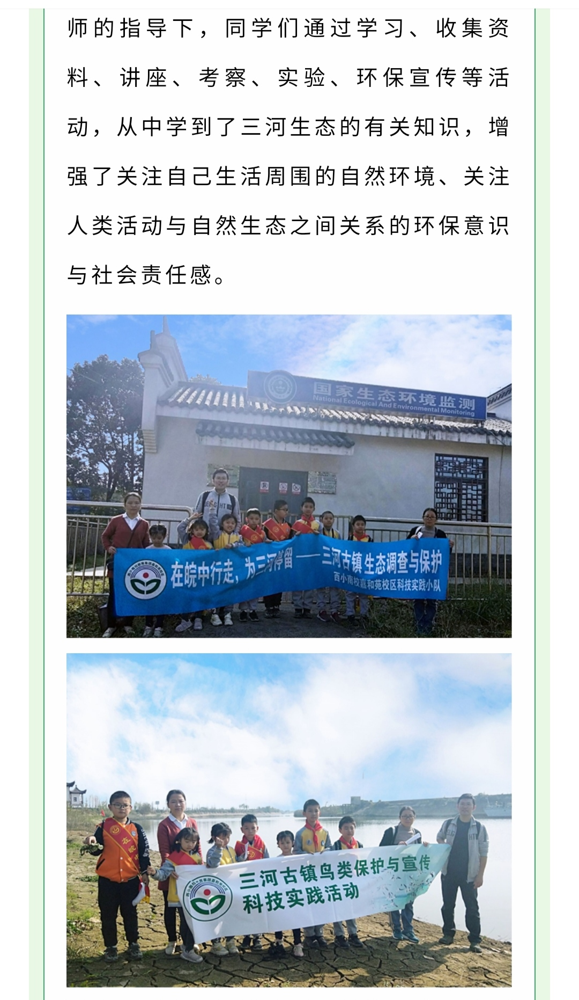 师的指导下，同学们通过学习、收集资
料、讲座、考察、实验、环保宣传等活
动，从中学到了三河生态的有关知识，增
强了关注自己生活周围的自然环境、关注
人类活动与自然生态之间关系的环保意识
与社会责任感。
国家生态环境监测
National Ecological And Environmental Monitoring
在皖中行走，为三河停留——三河古镇生态调查与保护
西小南校嘉和苑校区科技实践小队
在皖中
三河古镇鸟类保护与宣传
科技实践活动